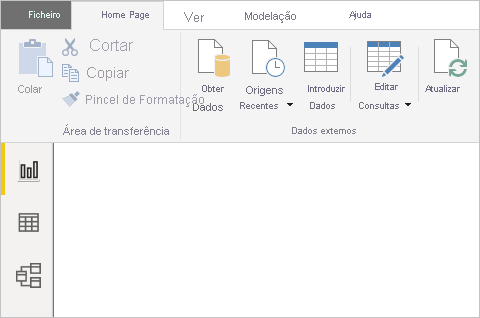 Ficheiro Home Page Ver Modelação Ajuda
Cortar
Copiar
Pincel de Formatação
Colar
Área de transferência
Obter
Dados
Origens
Recentes
Introduzir
Dados
Editar
Consultas
Atualizar
Dados externos